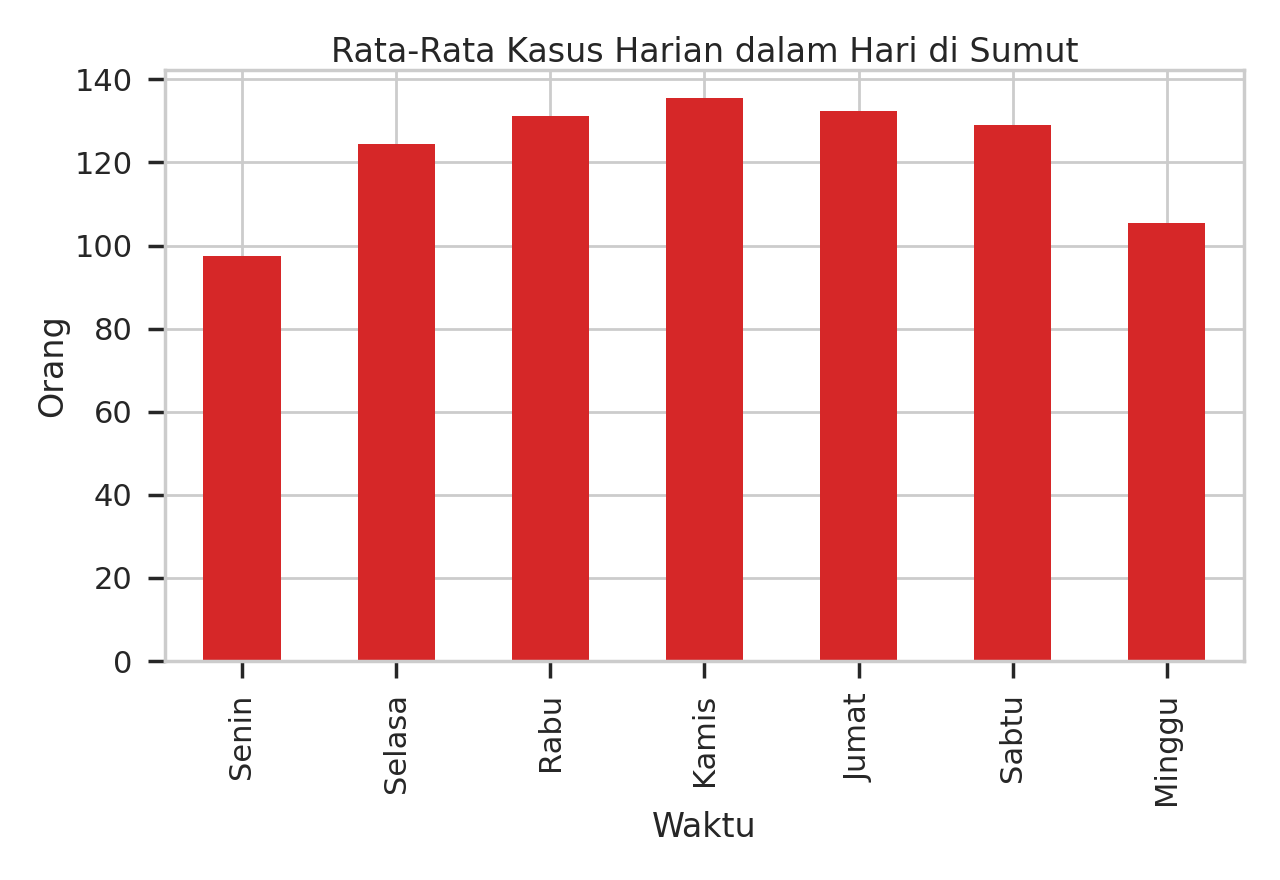 Rata-Rata Kasus Harian dalam Hari di Sumut
140
120
100
80
60
40
20
0
Orang
Senin
Selasa
Rabu
Kamis
Jumat
Sabtu
Minggu
Waktu